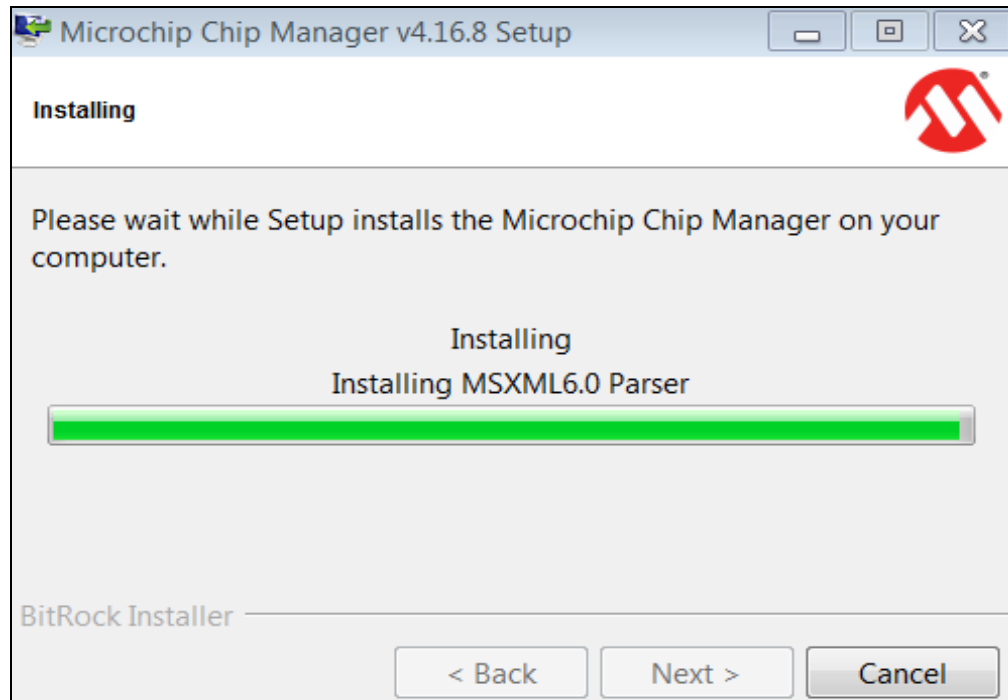 Microchip Chip Manager v4.16.8 Setup
Installing
Please wait while Setup installs the Microchip Chip Manager on your
computer.
Installing
Installing MSXML6.0 Parser
BitRock Installer
< Back
Next >
Cancel